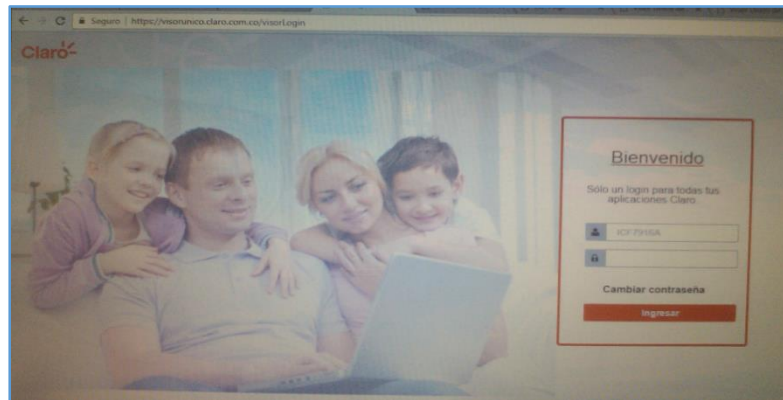 Seguro | https://visorunico.claro.com.co/visorLogin
Claro
Bienvenido
Sólo un login para todas tus
aplicaciones Claro.
Cambiar contraseña
Ingresar